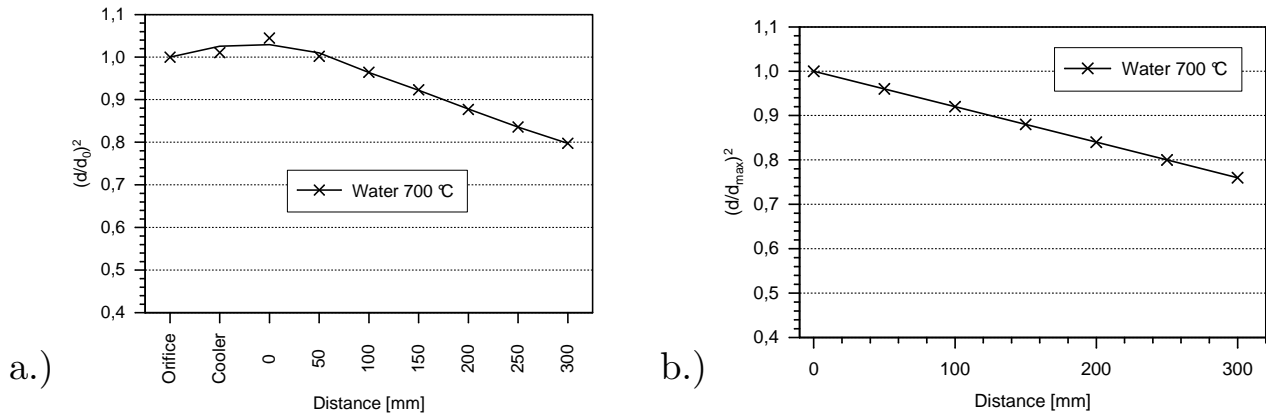 1,1
1,0
0,9
0,8
0,7
0,6
0,5
0,4
(d/d0)2
Water 700 °C
Orifice
Cooler
0
50
100
150
200
250
300
Distance [mm]
a.)
1,1
1,0
0,9
0,8
0,7
0,6
0,5
0,4
(d/dmax)2
Water 700 °C
0 100 200 300
Distance [mm]
b.)